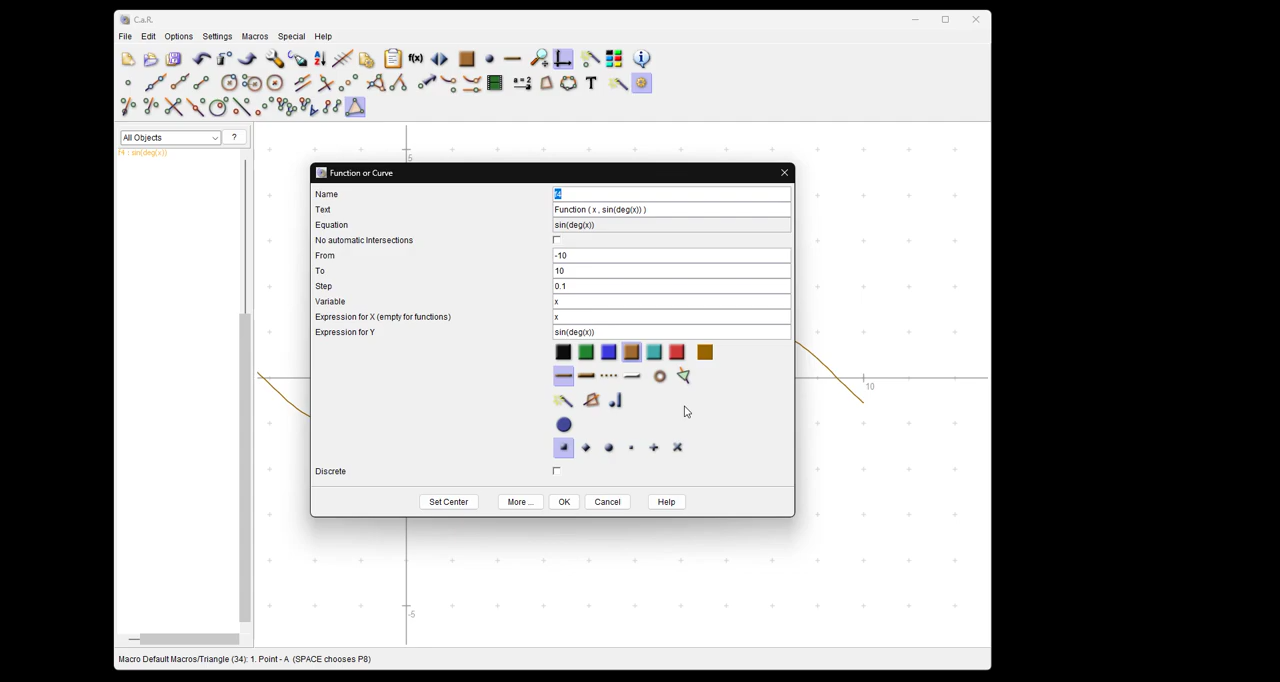 C.a.R.
File Edit Options Settings Macros Special Help
f(x)
a = 2
T
All Objects
?
f4 : sin(deg(x))
5
10
-5
Function or Curve
Name f4
Text Function ( x , sin(deg(x)) )
Equation sin(deg(x))
No automatic Intersections
From -10
To 10
Step 0.1
Variable x
Expression for X (empty for functions) x
Expression for Y sin(deg(x))
Discrete
Set Center More ... OK Cancel Help
Macro Default Macros/Triangle (34): 1. Point - A (SPACE chooses P8)